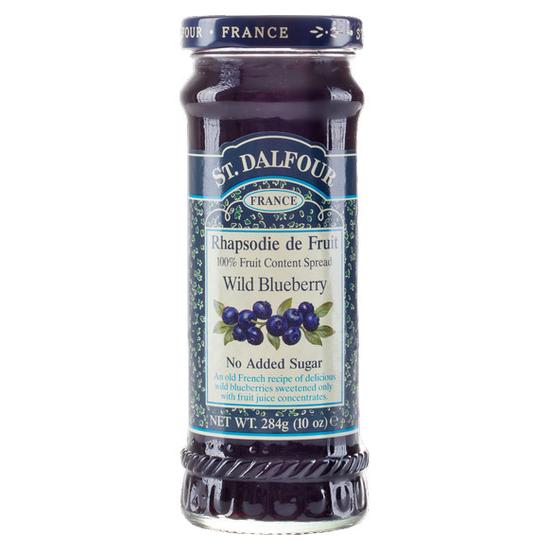 FOUR · FRANCE
ST. DALFOUR
FRANCE
Rhapsodie de Fruit
100% Fruit Content Spread
Wild Blueberry
No Added Sugar
An old French recipe of delicious
wild blueberries sweetened only
with fruit juice concentrates.
NET WT. 284g (10 oz) ℮